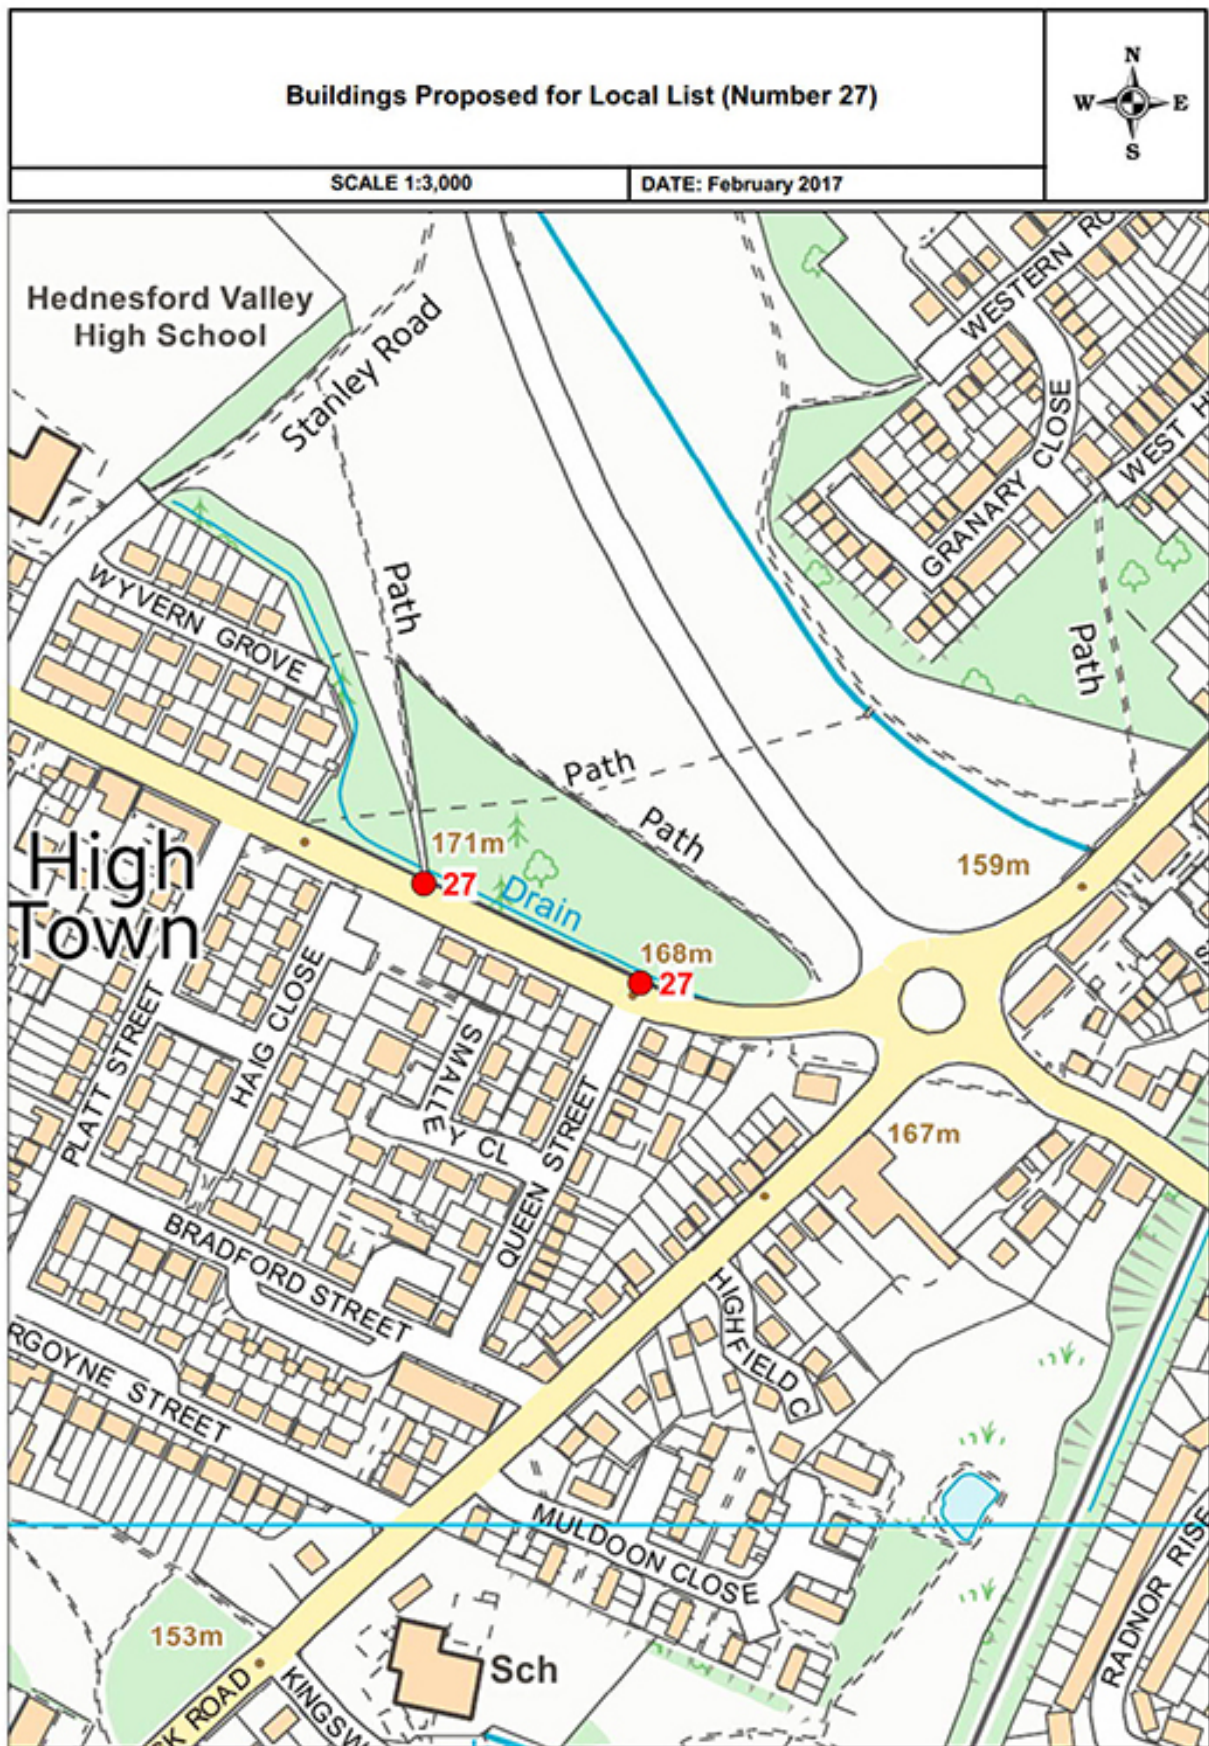 Buildings Proposed for Local List (Number 27)
N
W
E
S
SCALE 1:3,000
DATE: February 2017
Hednesford Valley
High School
Stanley Road
WESTERN RO
GRANARY CLOSE
WEST H
WYVERN GROVE
Path
Path
Path
Path
High
Town
171m
27
Drain
159m
168m
27
PLATT STREET
HAIG CLOSE
SMALLEY CL
QUEEN STREET
167m
BRADFORD STREET
HIGHFIELD C
RGOYNE STREET
MULDOON CLOSE
RADNOR RISE
153m
Sch
CK ROAD
KINGSW